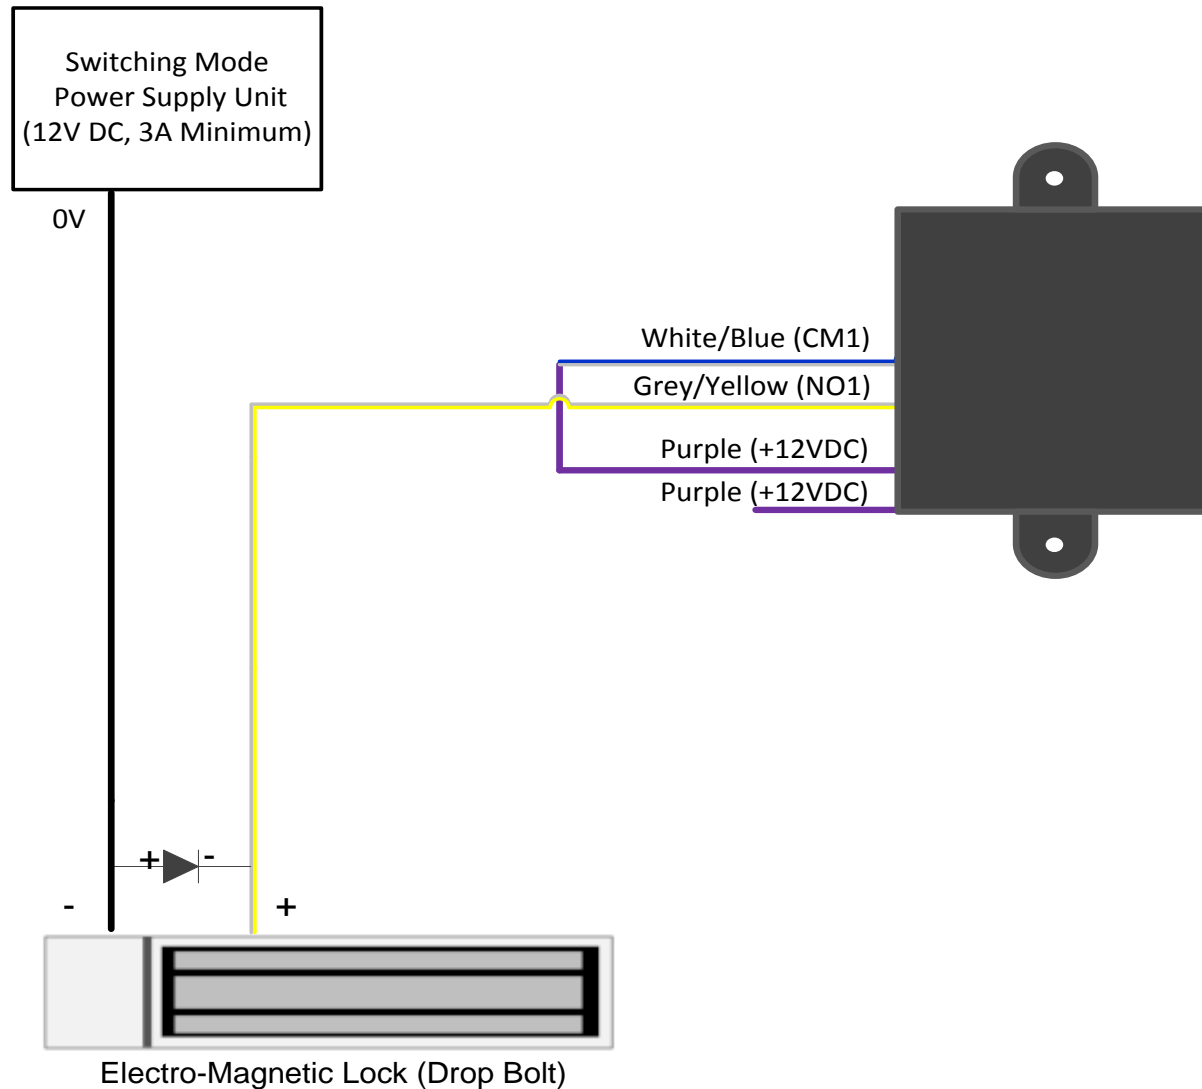 Switching Mode
Power Supply Unit
(12V DC, 3A Minimum)
0V
White/Blue (CM1)
Grey/Yellow (NO1)
Purple (+12VDC)
Purple (+12VDC)
+ -
- +
Electro-Magnetic Lock (Drop Bolt)